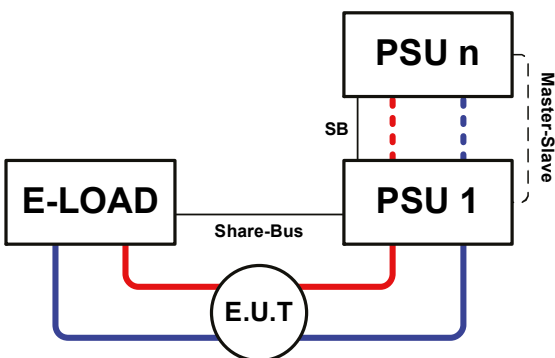 PSU n
SB
Master-Slave
E-LOAD
PSU 1
Share-Bus
E.U.T